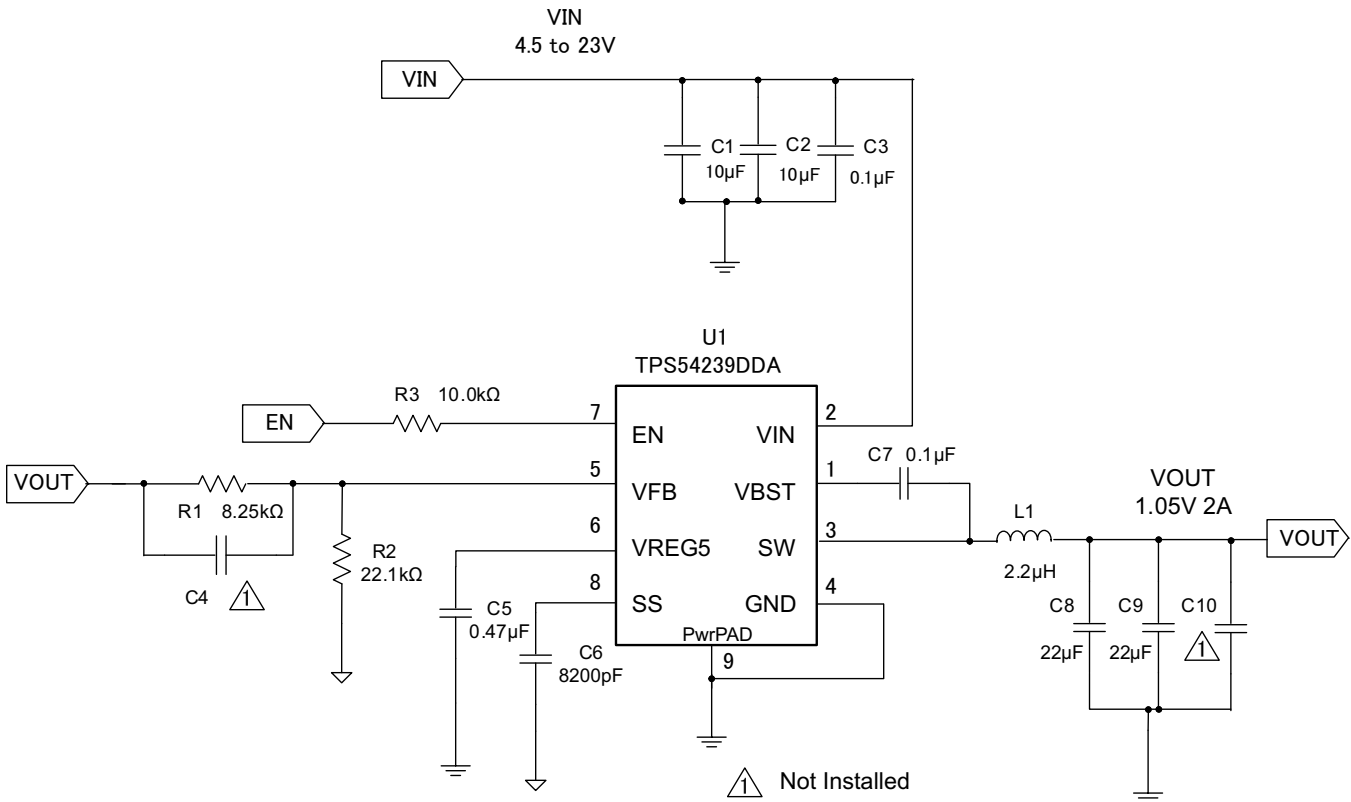 VIN
4.5 to 23V
VIN
C1
10µF
C2
10µF
C3
0.1µF
U1
TPS54239DDA
R3 10.0kΩ
EN
7
EN
VIN
2
VOUT
R1 8.25kΩ
C4
1
5
VFB
VBST
1
C7 0.1µF
R2
22.1kΩ
6
VREG5
SW
3
L1
2.2µH
VOUT
1.05V 2A
VOUT
C5
0.47µF
8
SS
GND
4
C6
8200pF
PwrPAD
9
C8
22µF
C9
22µF
C10
1
1 Not Installed